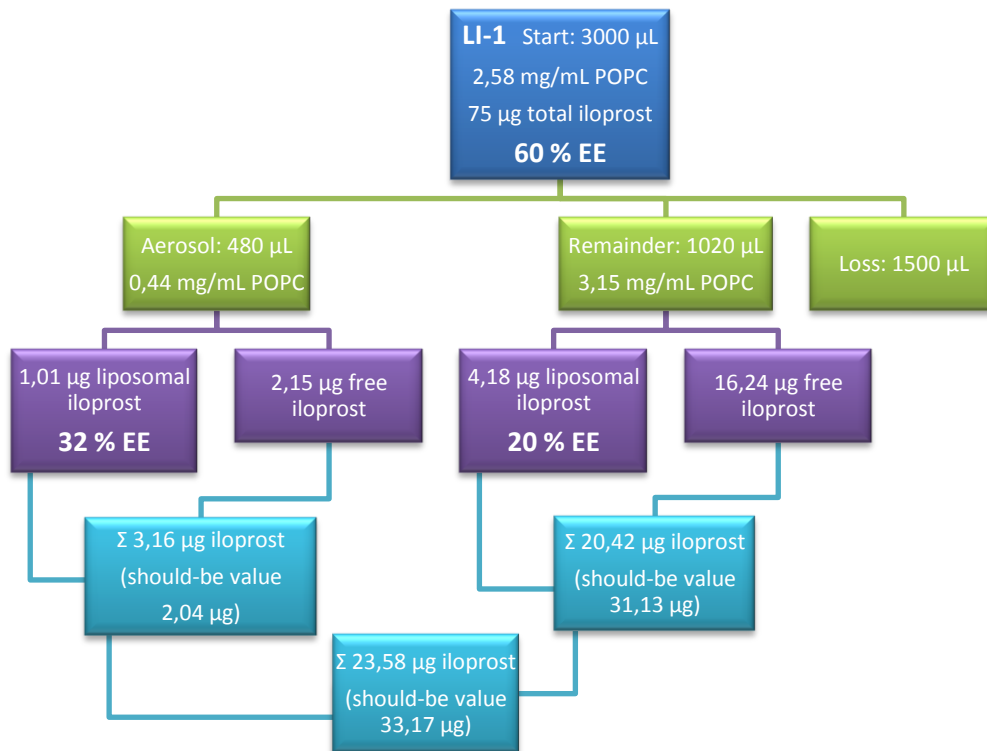 LI-1 Start: 3000 µL
2,58 mg/mL POPC
75 µg total iloprost
60 % EE
Aerosol: 480 µL
0,44 mg/mL POPC
Remainder: 1020 µL
3,15 mg/mL POPC
Loss: 1500 µL
1,01 µg liposomal
iloprost
32 % EE
2,15 µg free
iloprost
4,18 µg liposomal
iloprost
20 % EE
16,24 µg free
iloprost
Σ 3,16 µg iloprost
(should-be value
2,04 µg)
Σ 20,42 µg iloprost
(should-be value
31,13 µg)
Σ 23,58 µg iloprost
(should-be value
33,17 µg)